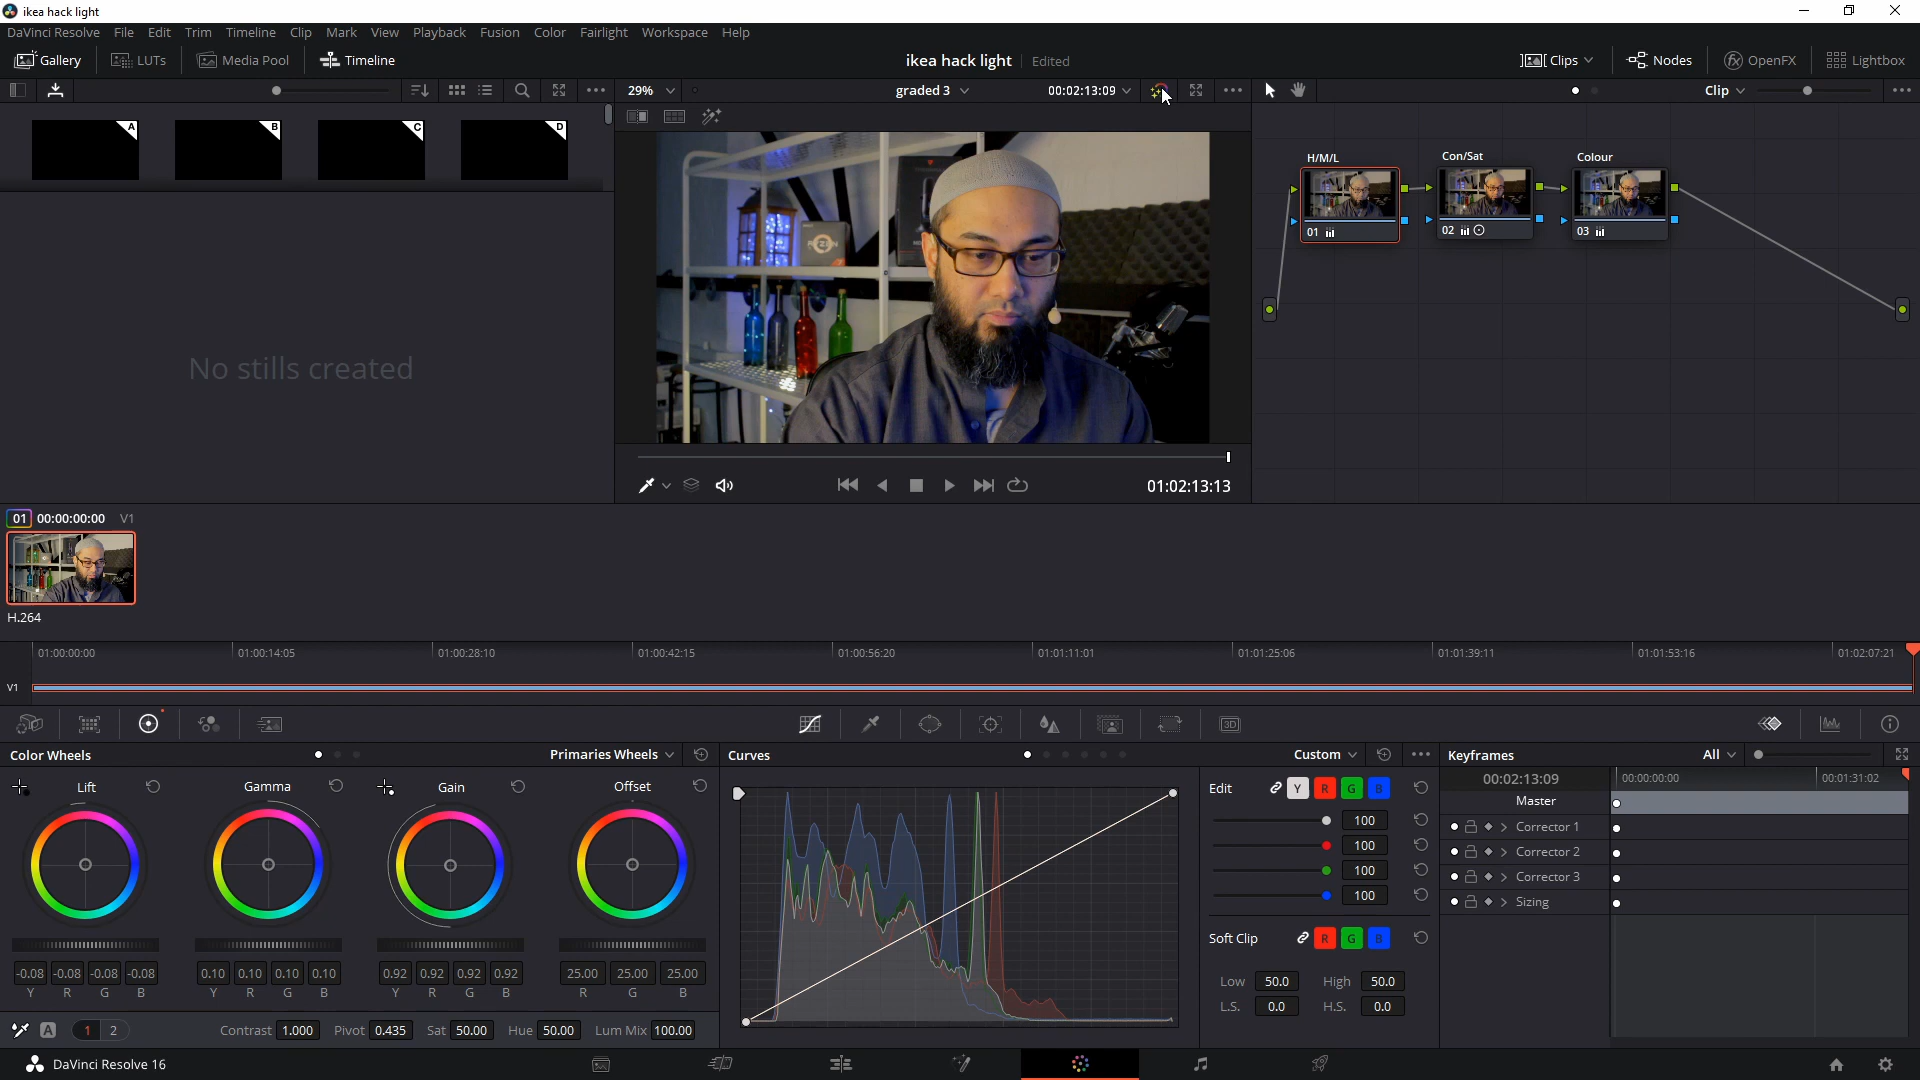 ikea hack light
DaVinci Resolve File Edit Trim Timeline Clip Mark View Playback Fusion Color Fairlight Workspace Help
Gallery LUTs Media Pool Timeline ikea hack light Edited Clips Nodes OpenFX Lightbox
29% graded 3 00:02:13:09 Clip
A B C D
RYZEN
H/M/L Con/Sat Colour
01 02 03
No stills created
01:02:13:13
01 00:00:00:00 V1
H.264
01:00:00:00 01:00:14:05 01:00:28:10 01:00:42:15 01:00:56:20 01:01:11:01 01:01:25:06 01:01:39:11 01:01:53:16 01:02:07:21
V1
3D
Color Wheels Primaries Wheels Curves Custom Keyframes All
Lift Gamma Gain Offset
Edit Y R G B
00:02:13:09 00:00:00:00 00:01:31:02
Master
100
Corrector 1
100
Corrector 2
100
Corrector 3
100
Sizing
Soft Clip R G B
-0.08 -0.08 -0.08 -0.08 0.10 0.10 0.10 0.10 0.92 0.92 0.92 0.92 25.00 25.00 25.00
Y R G B Y R G B Y R G B R G B
Low 50.0 High 50.0
L.S. 0.0 H.S. 0.0
A 1 2 Contrast 1.000 Pivot 0.435 Sat 50.00 Hue 50.00 Lum Mix 100.00
DaVinci Resolve 16